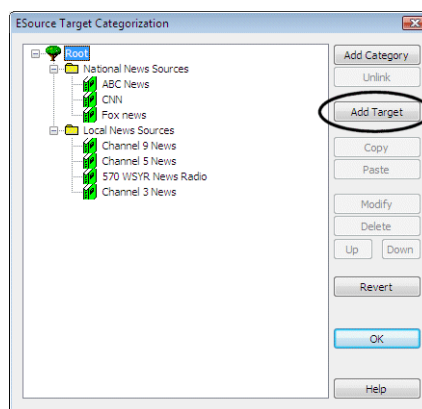 ESource Target Categorization
Root
National News Sources
ABC News
CNN
Fox news
Local News Sources
Channel 9 News
Channel 5 News
570 WSYR News Radio
Channel 3 News
Add Category
Unlink
Add Target
Copy
Paste
Modify
Delete
Up Down
Revert
OK
Help